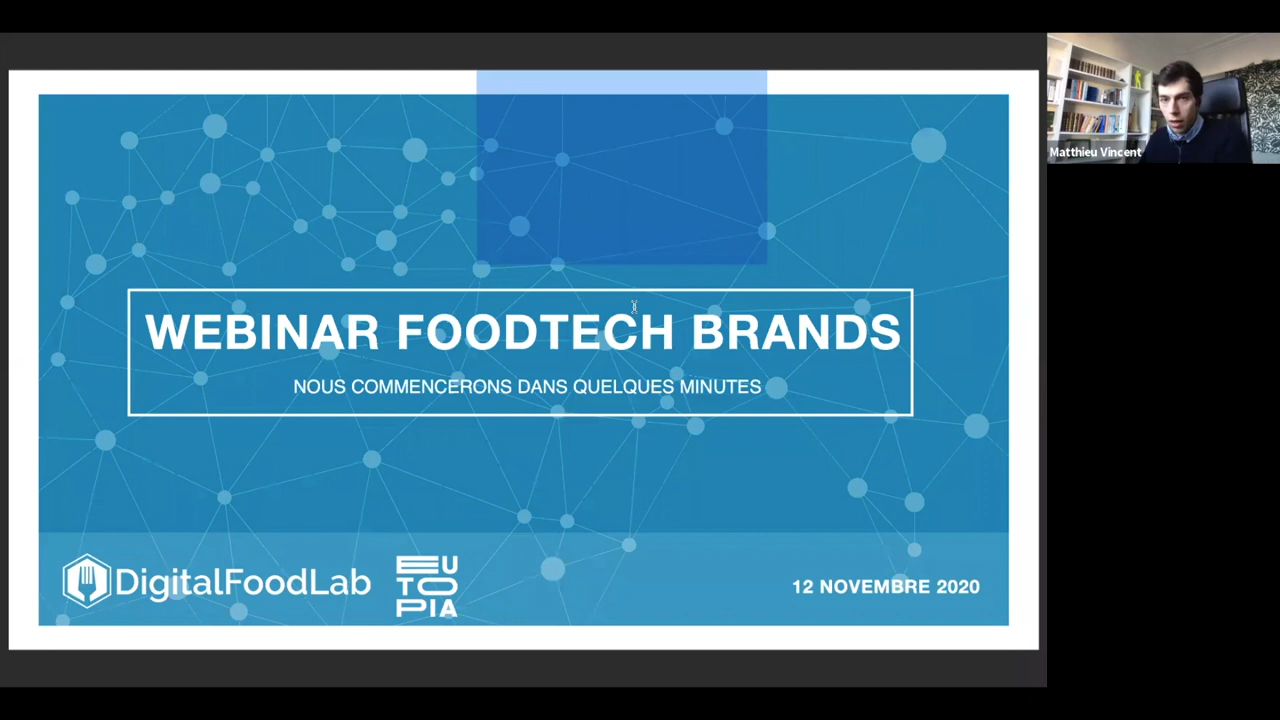 Matthieu Vincent
WEBINAR FOODTECH BRANDS
NOUS COMMENCERONS DANS QUELQUES MINUTES
DigitalFoodLab
EU
TO
PIA
12 NOVEMBRE 2020